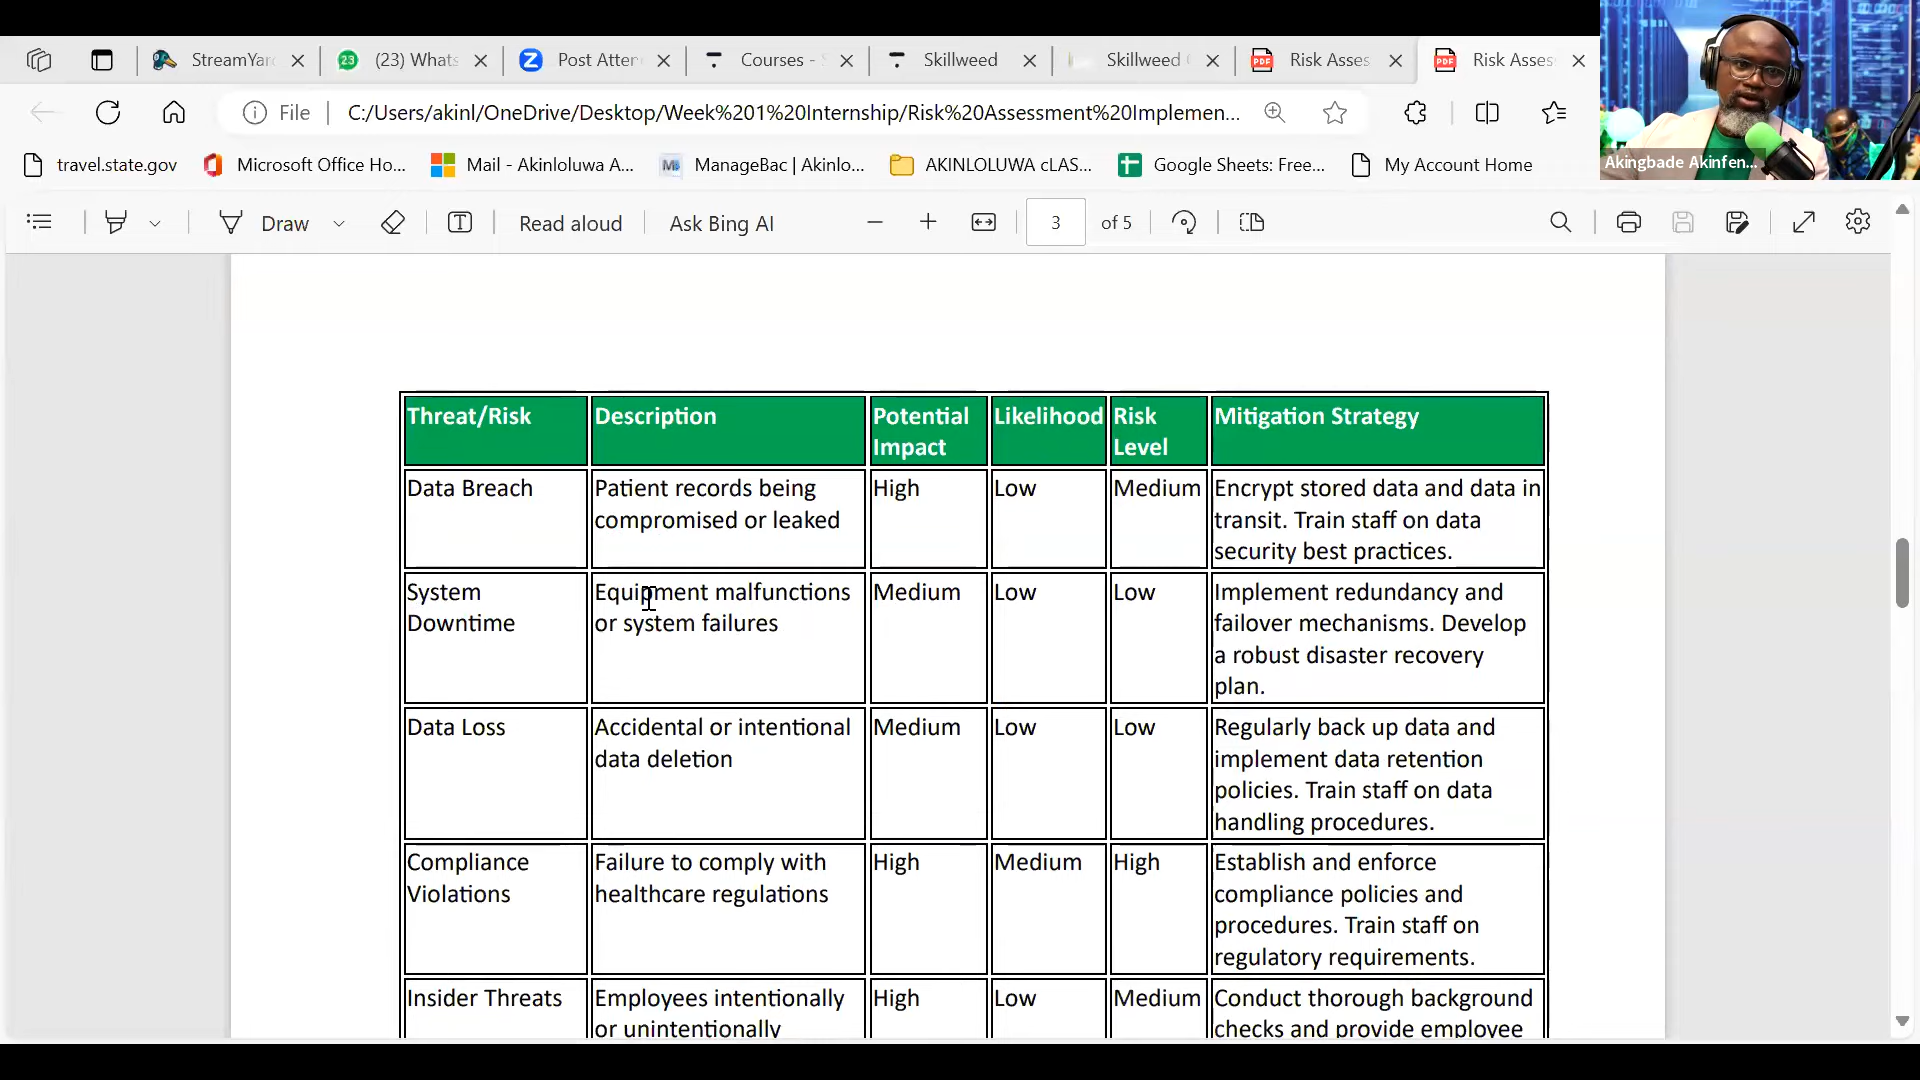 StreamYar
23
(23) Whats
Post Atter
Courses - S
Skillweed
Skillweed
PDF
Risk Asses
PDF
Risk Asses
File
C:/Users/akinl/OneDrive/Desktop/Week%201%20Internship/Risk%20Assessment%20Implemen...
travel.state.gov
Microsoft Office Ho...
Mail - Akinloluwa A...
ManageBac | Akinlo...
AKINLOLUWA cLAS...
Google Sheets: Free...
My Account Home
Akingbade Akinfen...
Draw
Read aloud
Ask Bing AI
3
of 5
Threat/Risk
Description
Potential
Impact
Likelihood
Risk
Level
Mitigation Strategy
Data Breach
Patient records being
compromised or leaked
High
Low
Medium
Encrypt stored data and data in
transit. Train staff on data
security best practices.
System
Downtime
Equipment malfunctions
or system failures
Medium
Low
Low
Implement redundancy and
failover mechanisms. Develop
a robust disaster recovery
plan.
Data Loss
Accidental or intentional
data deletion
Medium
Low
Low
Regularly back up data and
implement data retention
policies. Train staff on data
handling procedures.
Compliance
Violations
Failure to comply with
healthcare regulations
High
Medium
High
Establish and enforce
compliance policies and
procedures. Train staff on
regulatory requirements.
Insider Threats
Employees intentionally
or unintentionally
High
Low
Medium
Conduct thorough background
checks and provide employee